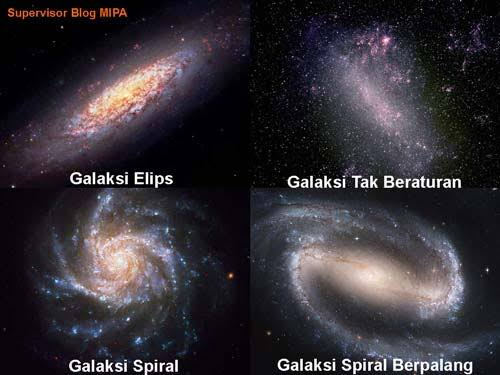 Supervisor Blog MIPA
Galaksi Elips
Galaksi Tak Beraturan
Galaksi Spiral
Galaksi Spiral Berpalang